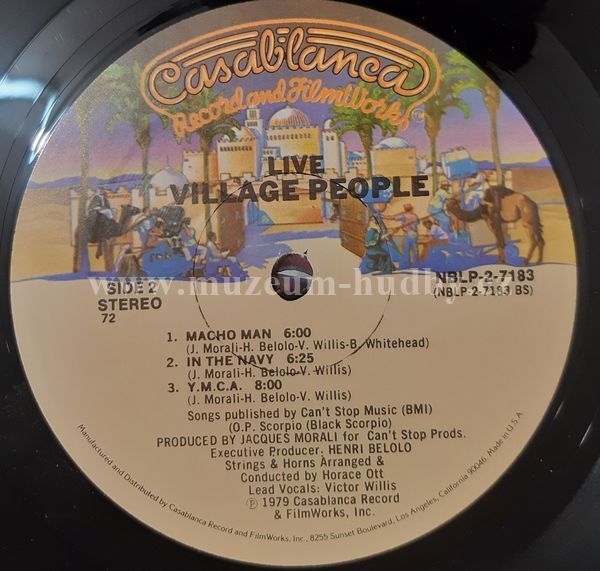 Casablanca
Record and FilmWorks
LIVE
VILLAGE PEOPLE
www.muzeum-hudby.cz
SIDE 2
STEREO
72
NBLP-2-7183
(NBLP-2-7183 BS)
1. MACHO MAN 6:00
(J. Morali-H. Belolo-V. Willis-B. Whitehead)
2. IN THE NAVY 6:25
(J. Morali-H. Belolo-V. Willis)
3. Y.M.C.A. 8:00
(J. Morali-H. Belolo-V. Willis)
Songs published by Can't Stop Music (BMI)
(O.P. Scorpio (Black Scorpio)
PRODUCED BY JACQUES MORALI for Can't Stop Prods.
Executive Producer: HENRI BELOLO
Strings & Horns Arranged &
Conducted by Horace Ott
Lead Vocals: Victor Willis
℗ 1979 Casablanca Record
& FilmWorks, Inc.
Manufactured and Distributed by Casablanca Record and FilmWorks, Inc., 8255 Sunset Boulevard, Los Angeles, California 90046. Made in U.S.A.